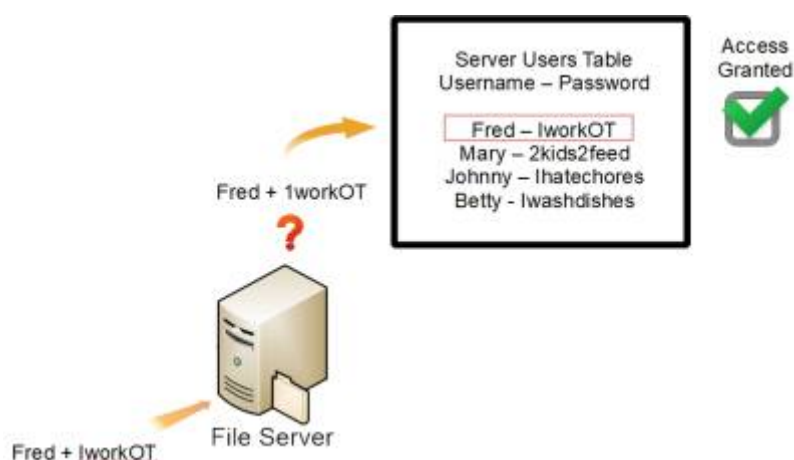 Server Users Table
Username – Password
Fred – IworkOT
Mary – 2kids2feed
Johnny – Ihatechores
Betty - Iwashdishes
Access
Granted
Fred + 1workOT
?
File Server
Fred + IworkOT